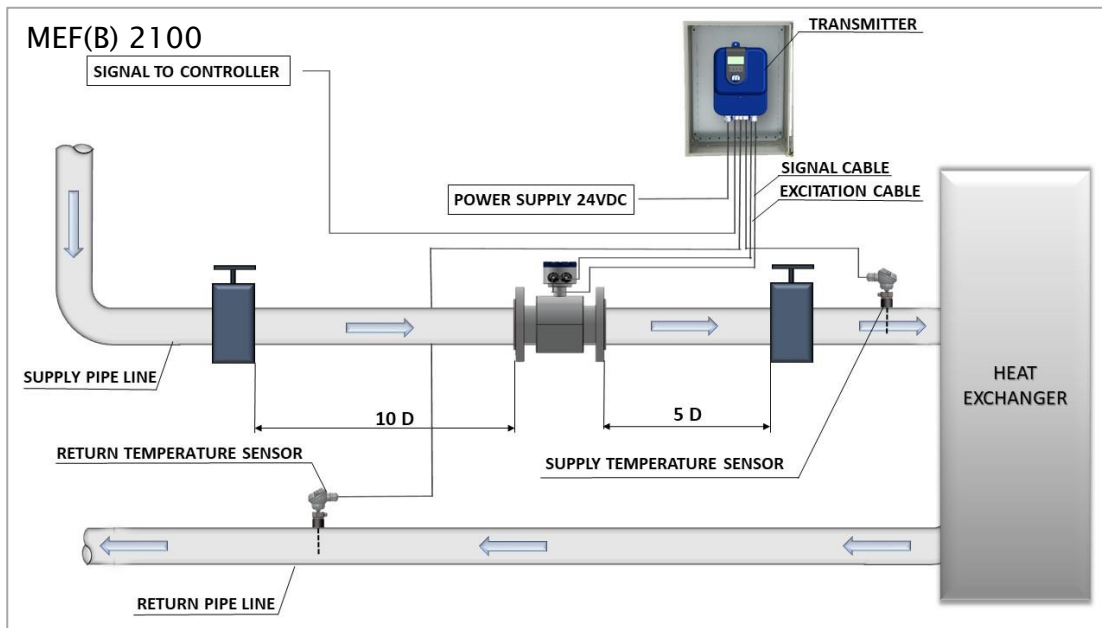 MEF(B) 2100
TRANSMITTER
SIGNAL TO CONTROLLER
SIGNAL CABLE
POWER SUPPLY 24VDC
EXCITATION CABLE
SUPPLY PIPE LINE
HEAT
EXCHANGER
10 D
5 D
RETURN TEMPERATURE SENSOR
SUPPLY TEMPERATURE SENSOR
RETURN PIPE LINE